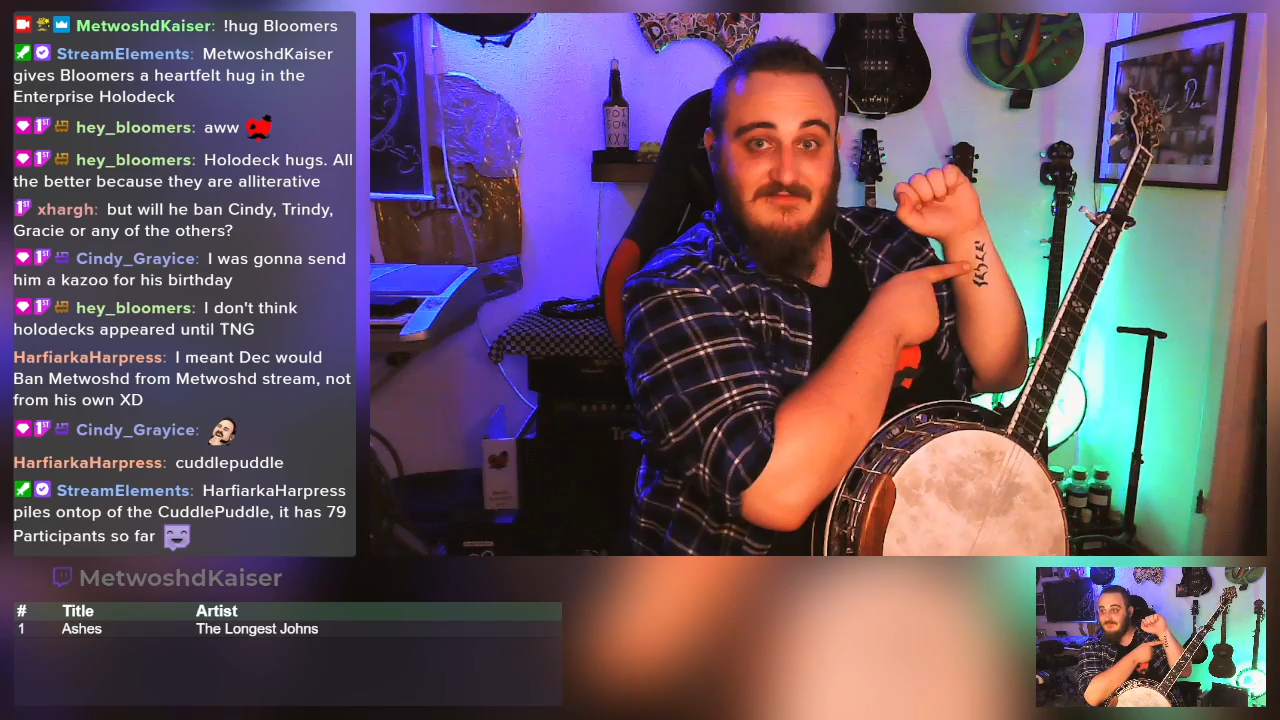 MetwoshdKaiser: !hug Bloomers
StreamElements: MetwoshdKaiser
gives Bloomers a heartfelt hug in the
Enterprise Holodeck
hey_bloomers: aww
hey_bloomers: Holodeck hugs. All
the better because they are alliterative
xhargh: but will he ban Cindy, Trindy,
Gracie or any of the others?
Cindy_Grayice: I was gonna send
him a kazoo for his birthday
hey_bloomers: I don't think
holodecks appeared until TNG
HarfiarkaHarpress: I meant Dec would
Ban Metwoshd from Metwoshd stream, not
from his own XD
Cindy_Grayice:
HarfiarkaHarpress: cuddlepuddle
StreamElements: HarfiarkaHarpress
piles ontop of the CuddlePuddle, it has 79
Participants so far
MetwoshdKaiser
# Title Artist
1 Ashes The Longest Johns
POI
SON
XXX
CHEERS